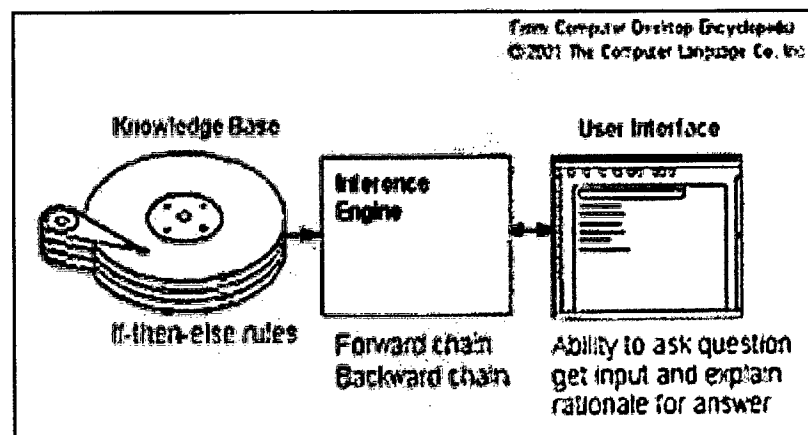 From Computer Desktop Encyclopedia
©2001 The Computer Language Co. Inc
Knowledge Base
User Interface
Inference
Engine
If-then-else rules
Forward chain
Backward chain
Ability to ask question
get input and explain
rationale for answer